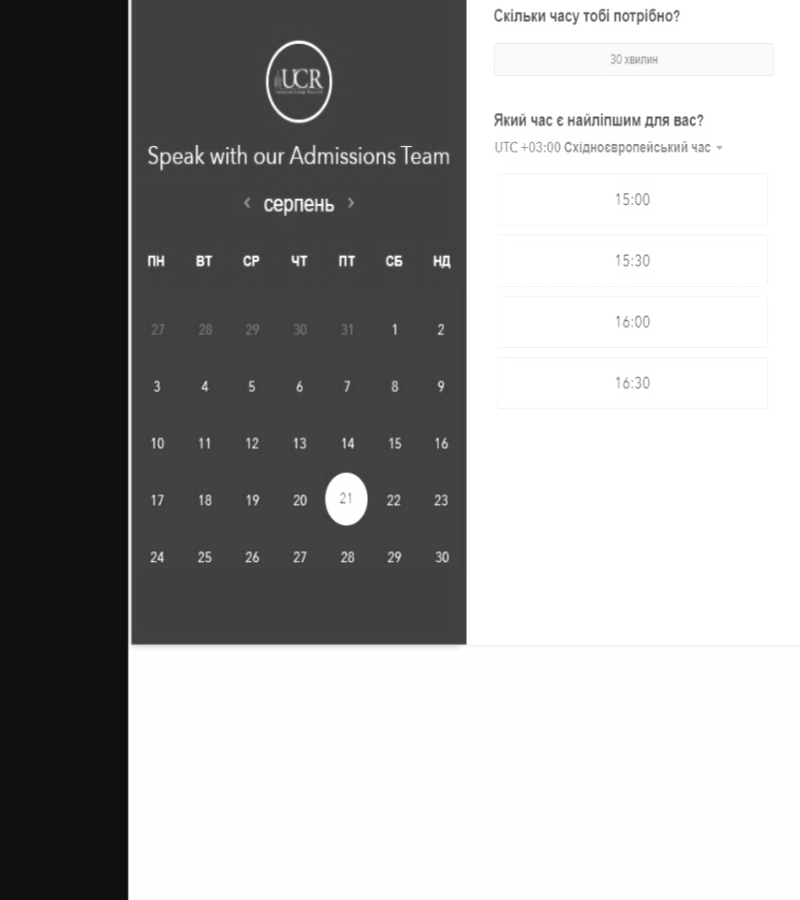 UCR
Speak with our Admissions Team
серпень
ПН ВТ СР ЧТ ПТ СБ НД
27 28 29 30 31 1 2
3 4 5 6 7 8 9
10 11 12 13 14 15 16
17 18 19 20 21 22 23
24 25 26 27 28 29 30
Скільки часу тобі потрібно?
30 хвилин
Який час є найліпшим для вас?
UTC +03:00 Східноєвропейський час
15:00
15:30
16:00
16:30